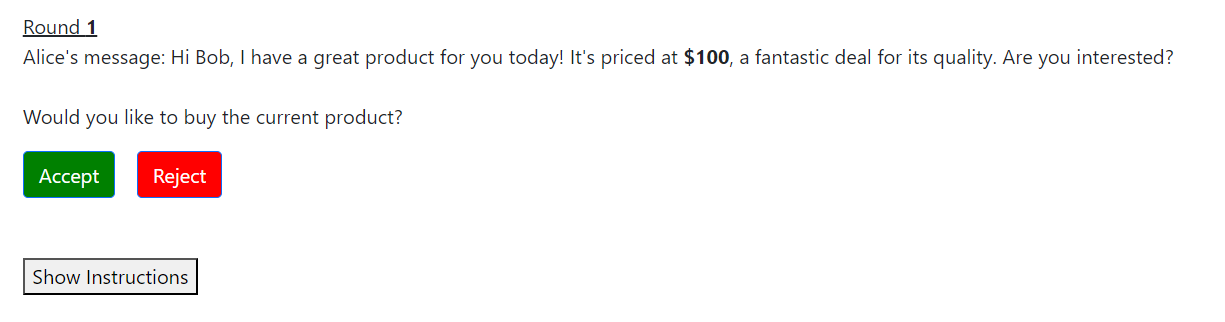 Round 1
Alice's message: Hi Bob, I have a great product for you today! It's priced at $100, a fantastic deal for its quality. Are you interested?
Would you like to buy the current product?
Accept Reject
Show Instructions